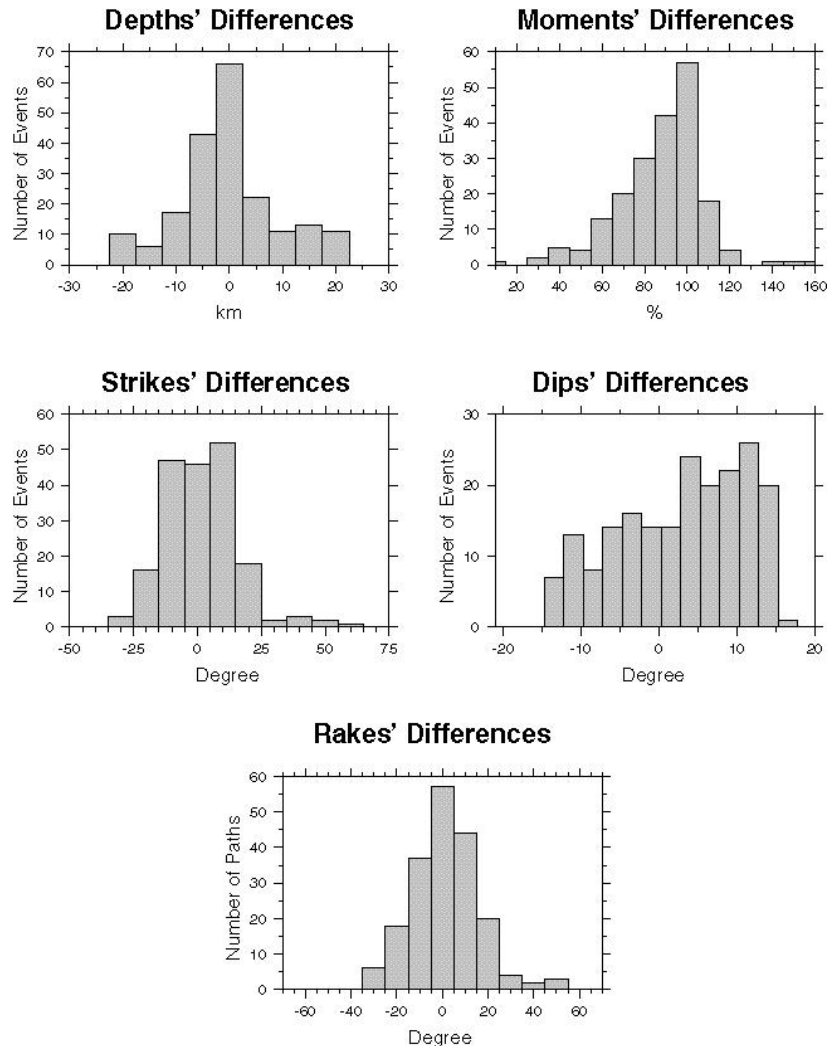 Depths' Differences
Moments' Differences
70
60
50
40
30
20
10
0
Number of Events
-30 -20 -10 0 10 20 30
km
60
50
40
30
20
10
0
Number of Events
20 40 60 80 100 120 140 160
%
Strikes' Differences
Dips' Differences
60
50
40
30
20
10
0
Number of Events
-50 -25 0 25 50 75
Degree
30
20
10
0
Number of Events
-20 -10 0 10 20
Degree
Rakes' Differences
60
50
40
30
20
10
0
Number of Paths
-60 -40 -20 0 20 40 60
Degree